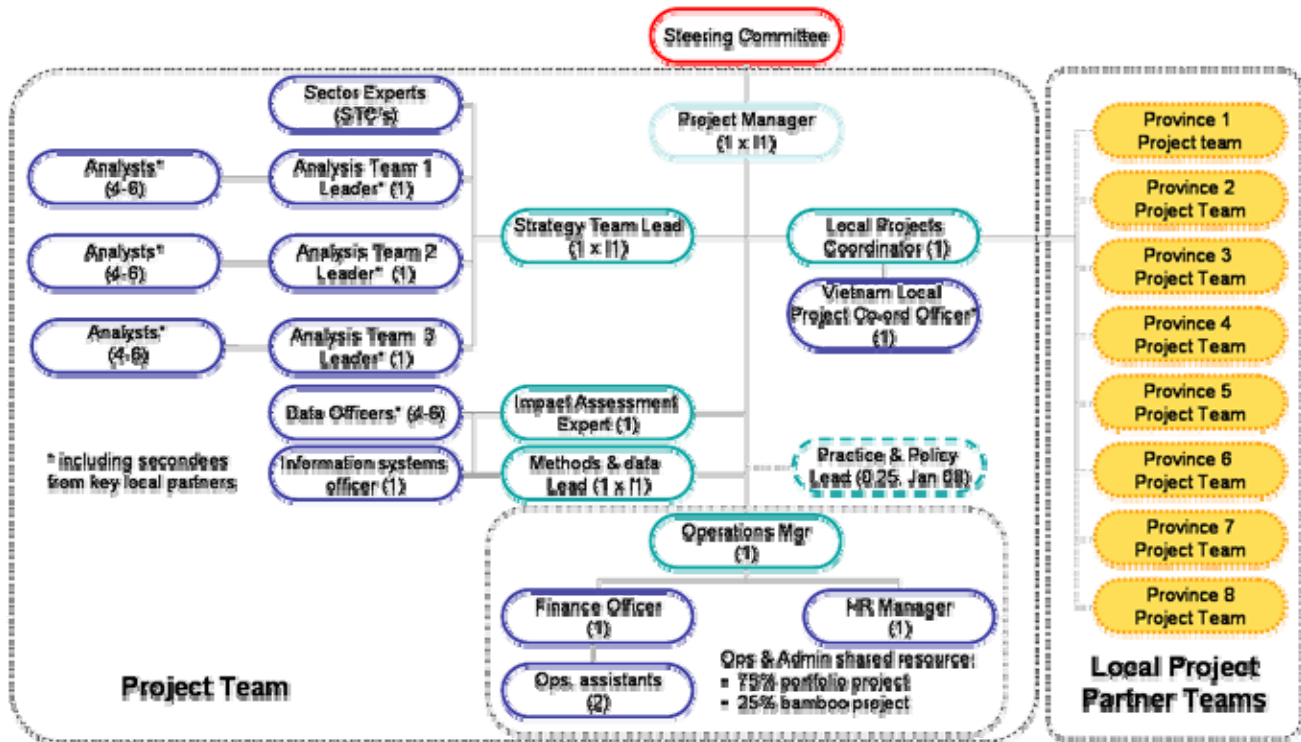 Steering Committee
Sector Experts
(STC's)
Project Manager
(1 x I1)
Analysts*
(4-6)
Analysis Team 1
Leader* (1)
Strategy Team Lead
(1 x I1)
Local Projects
Coordinator (1)
Analysts*
(4-6)
Analysis Team 2
Leader* (1)
Vietnam Local
Project Co-ord Officer*
(1)
Analysts*
(4-6)
Analysis Team 3
Leader* (1)
Data Officers* (4-6)
Impact Assessment
Expert (1)
* including secondees
from key local partners
Information systems
officer (1)
Methods & data
Lead (1 x I1)
Practice & Policy
Lead (0.25, Jan 08)
Operations Mgr
(1)
Finance Officer
(1)
HR Manager
(1)
Ops. assistants
(2)
Ops & Admin shared resource:
= 75% portfolio project
= 25% bamboo project
Project Team
Province 1
Project team
Province 2
Project Team
Province 3
Project Team
Province 4
Project Team
Province 5
Project Team
Province 6
Project Team
Province 7
Project Team
Province 8
Project Team
Local Project
Partner Teams